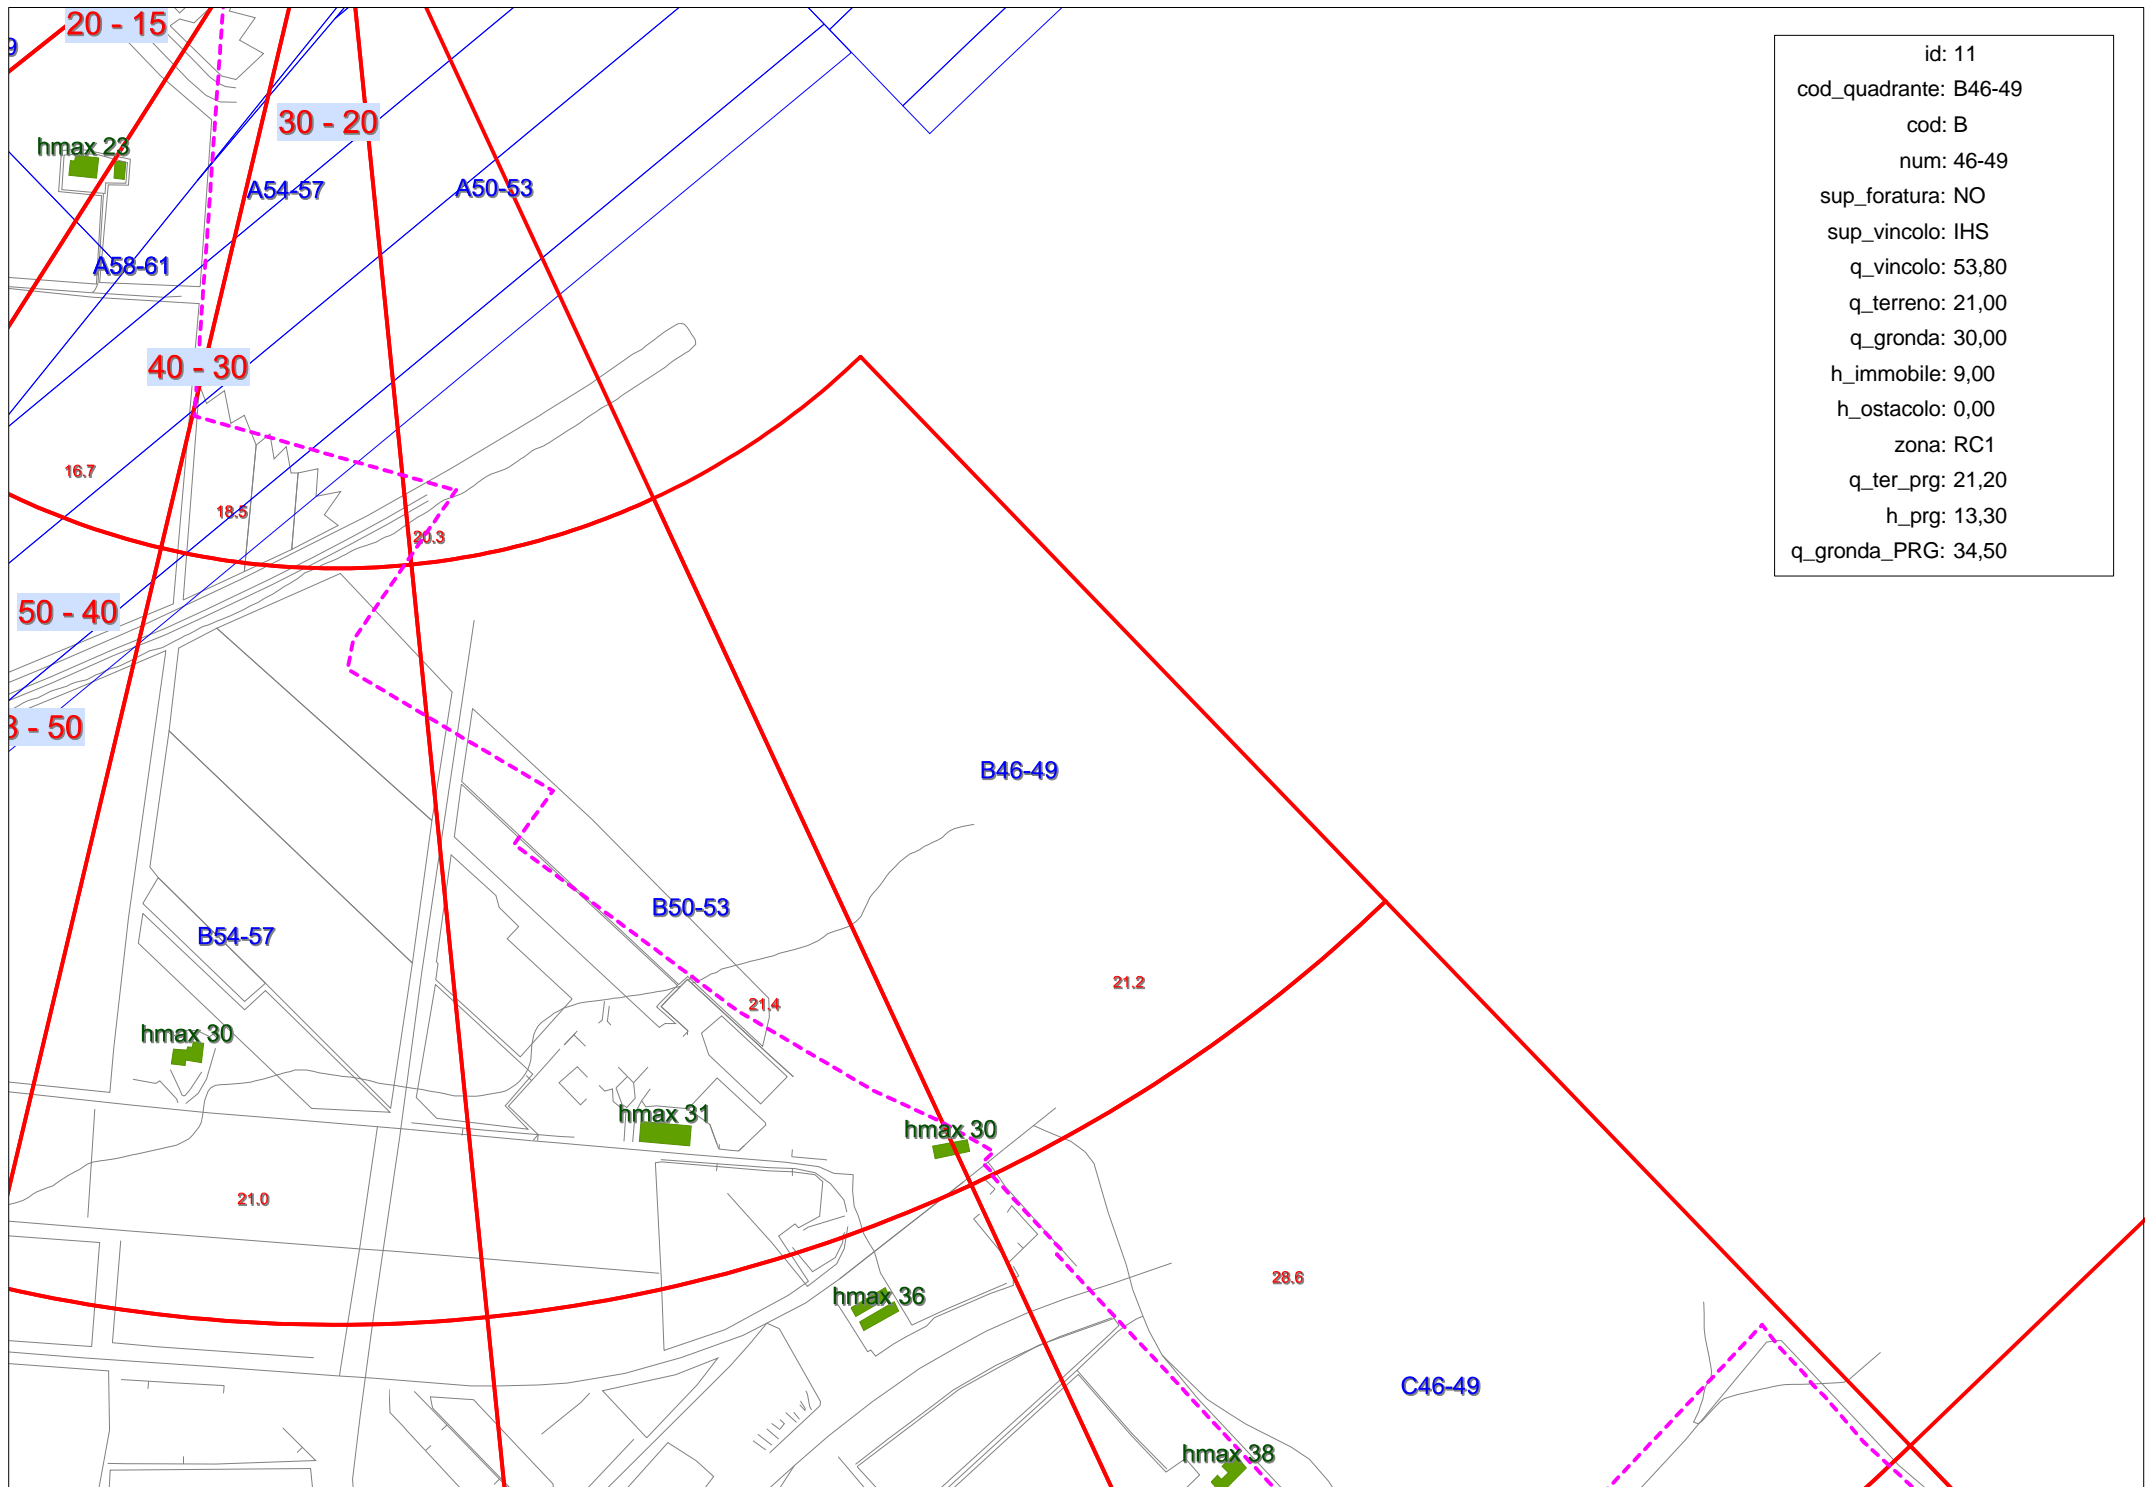 20 - 15
9
30 - 20
hmax 23
A54-57
A50-53
A58-61
40 - 30
16.7
18.5
20.3
50 - 40
3 - 50
B46-49
B50-53
B54-57
21.4
21.2
hmax 30
hmax 31
hmax 30
21.0
28.6
hmax 36
C46-49
hmax 38
id: 11
cod_quadrante: B46-49
cod: B
num: 46-49
sup_foratura: NO
sup_vincolo: IHS
q_vincolo: 53,80
q_terreno: 21,00
q_gronda: 30,00
h_immobile: 9,00
h_ostacolo: 0,00
zona: RC1
q_ter_prg: 21,20
h_prg: 13,30
q_gronda_PRG: 34,50